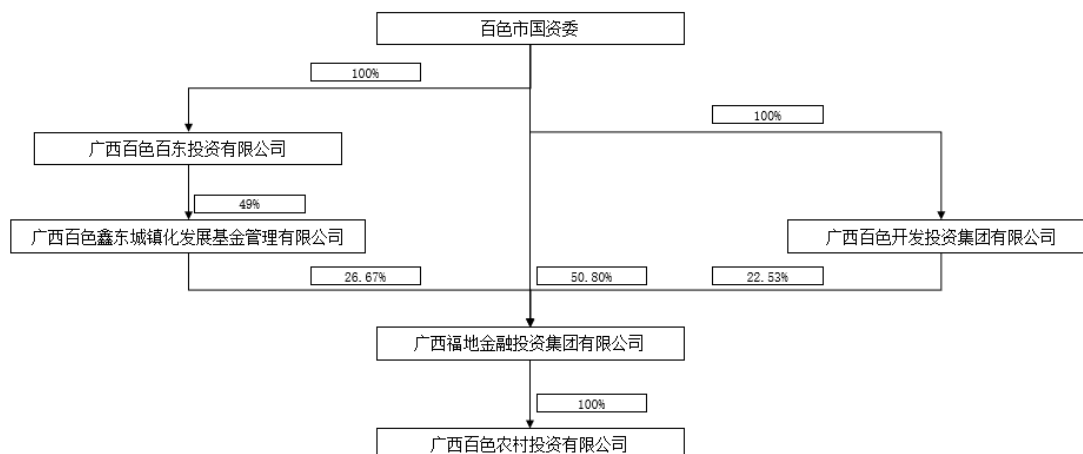 百色市国资委
100%
100%
广西百色百东投资有限公司
49%
广西百色鑫东城镇化发展基金管理有限公司
广西百色开发投资集团有限公司
26.67%
50.80%
22.53%
广西福地金融投资集团有限公司
100%
广西百色农村投资有限公司